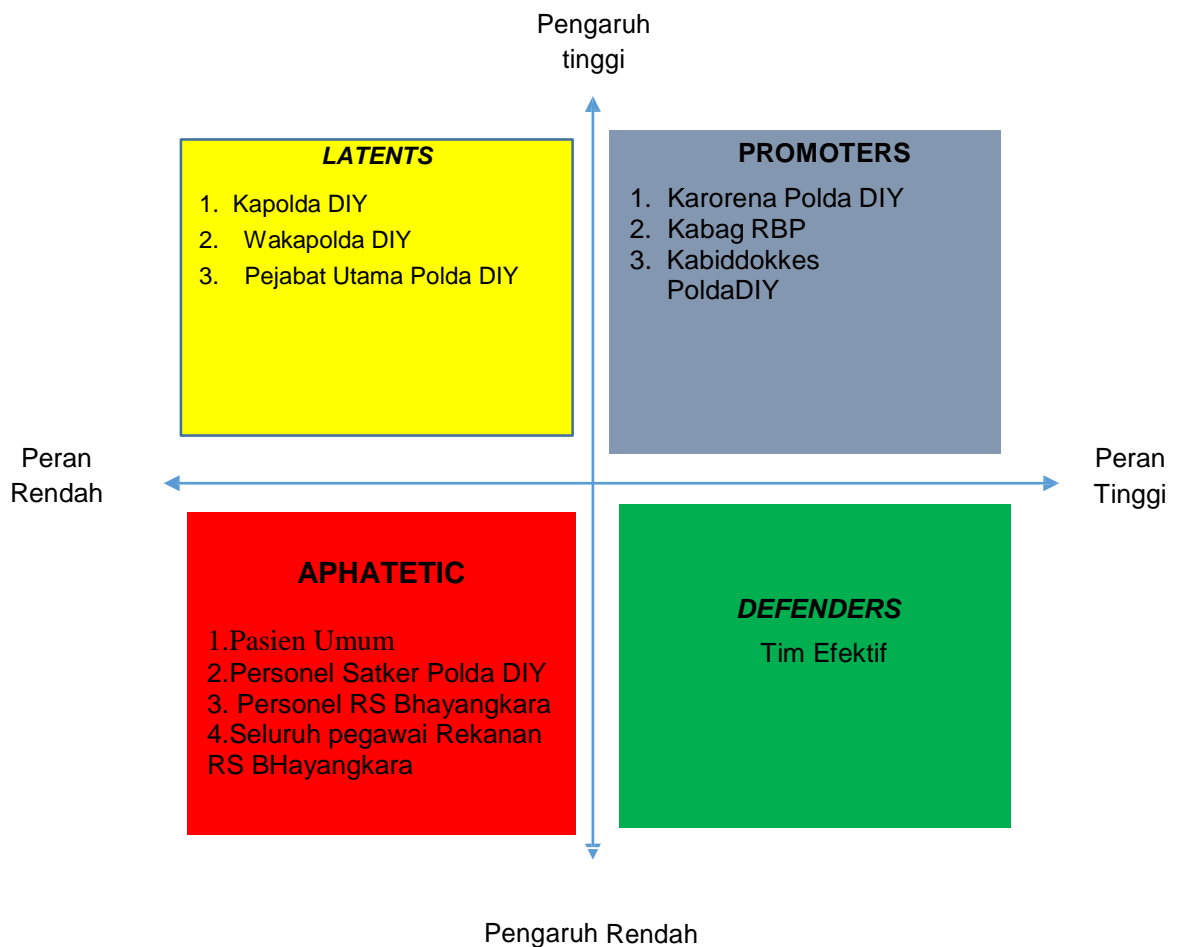 Pengaruh
tinggi
LATENTS
1. Kapolda DIY
2. Wakapolda DIY
3. Pejabat Utama Polda DIY
PROMOTERS
1. Karorena Polda DIY
2. Kabag RBP
3. Kabiddokkes
PoldaDIY
Peran
Rendah
Peran
Tinggi
APHATETIC
1.Pasien Umum
2.Personel Satker Polda DIY
3. Personel RS Bhayangkara
4.Seluruh pegawai Rekanan
RS BHayangkara
DEFENDERS
Tim Efektif
Pengaruh Rendah